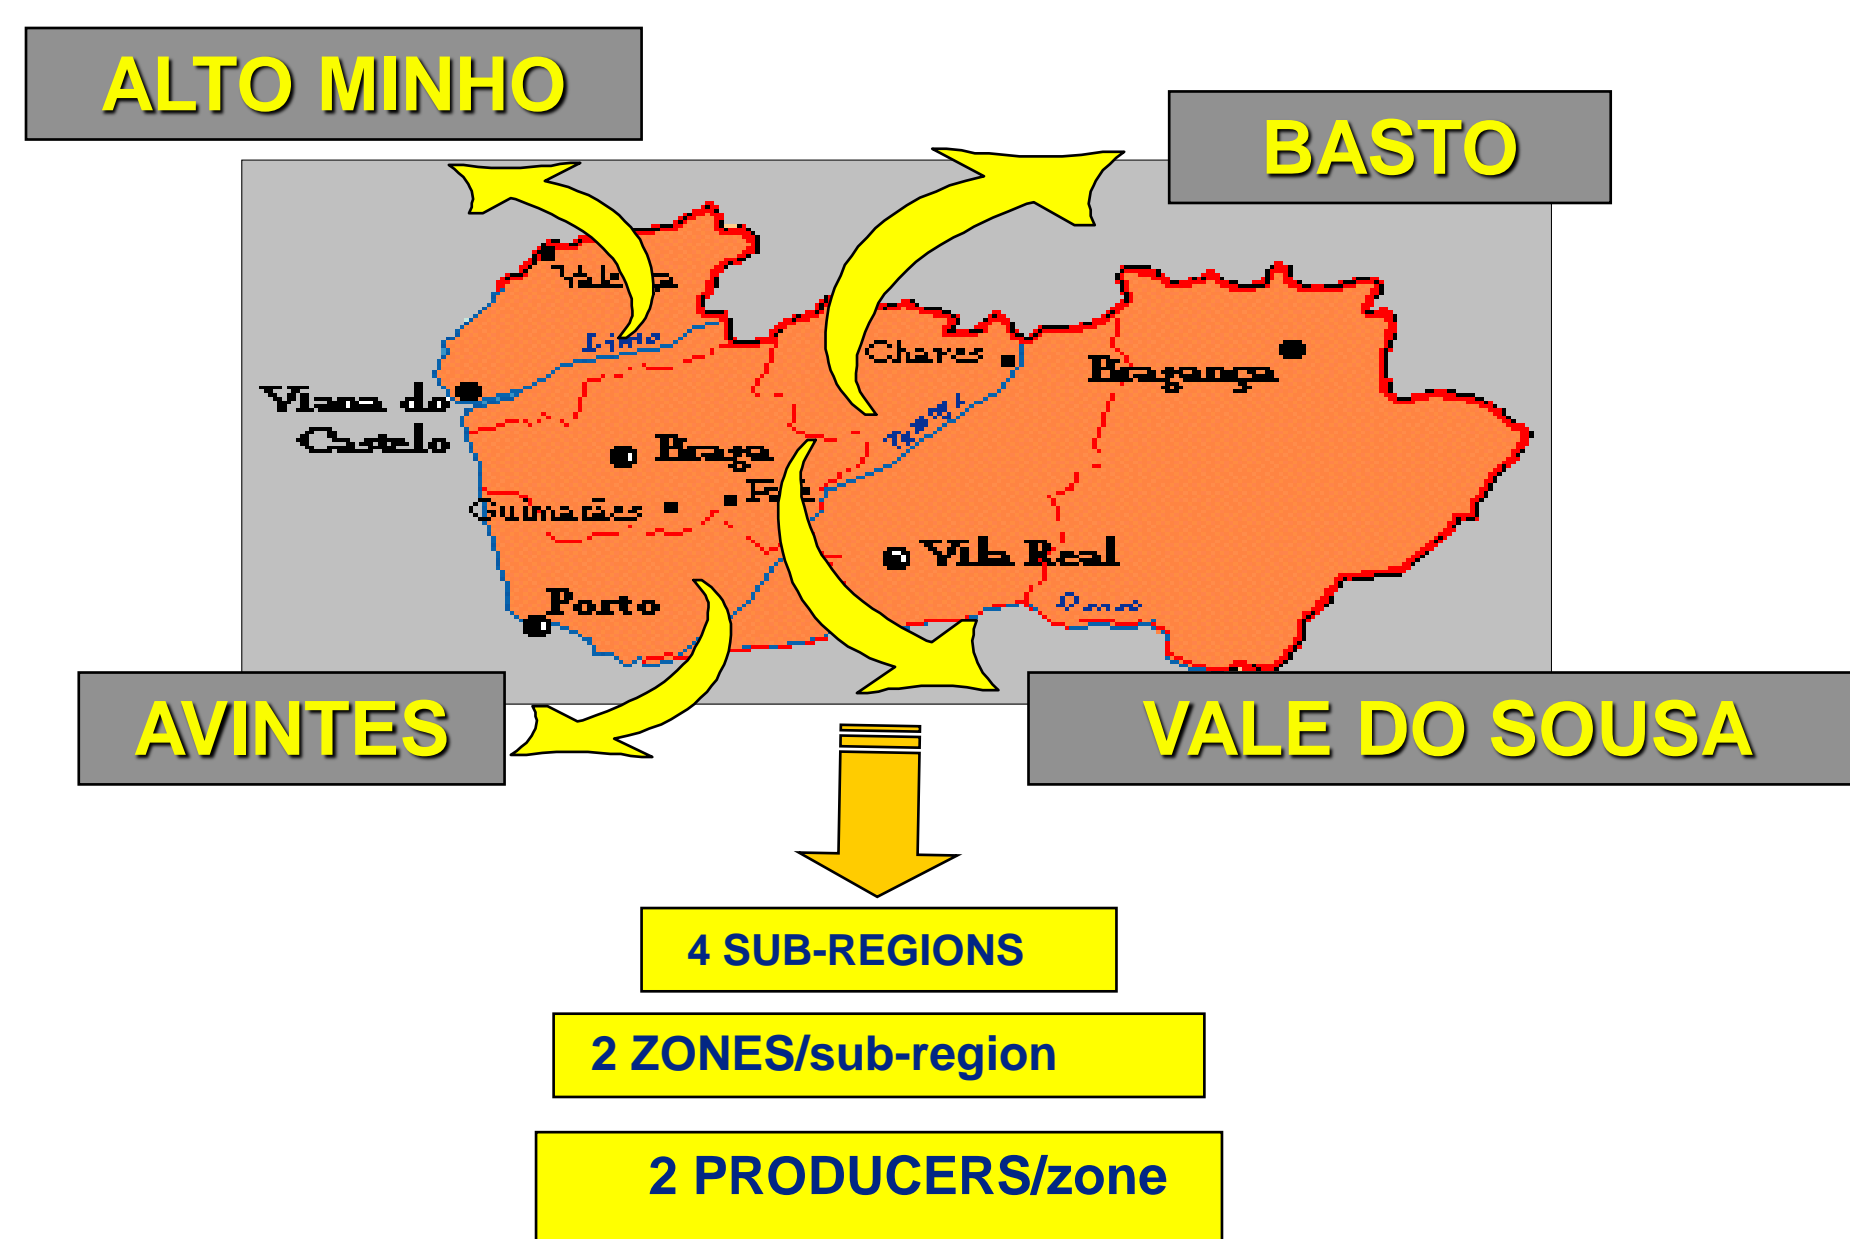 ALTO MINHO
BASTO
Chaves
Bragança
Viana do
Castelo
Braga
Guimarães
Vila Real
Porto
AVINTES
VALE DO SOUSA
4 SUB-REGIONS
2 ZONES/sub-region
2 PRODUCERS/zone